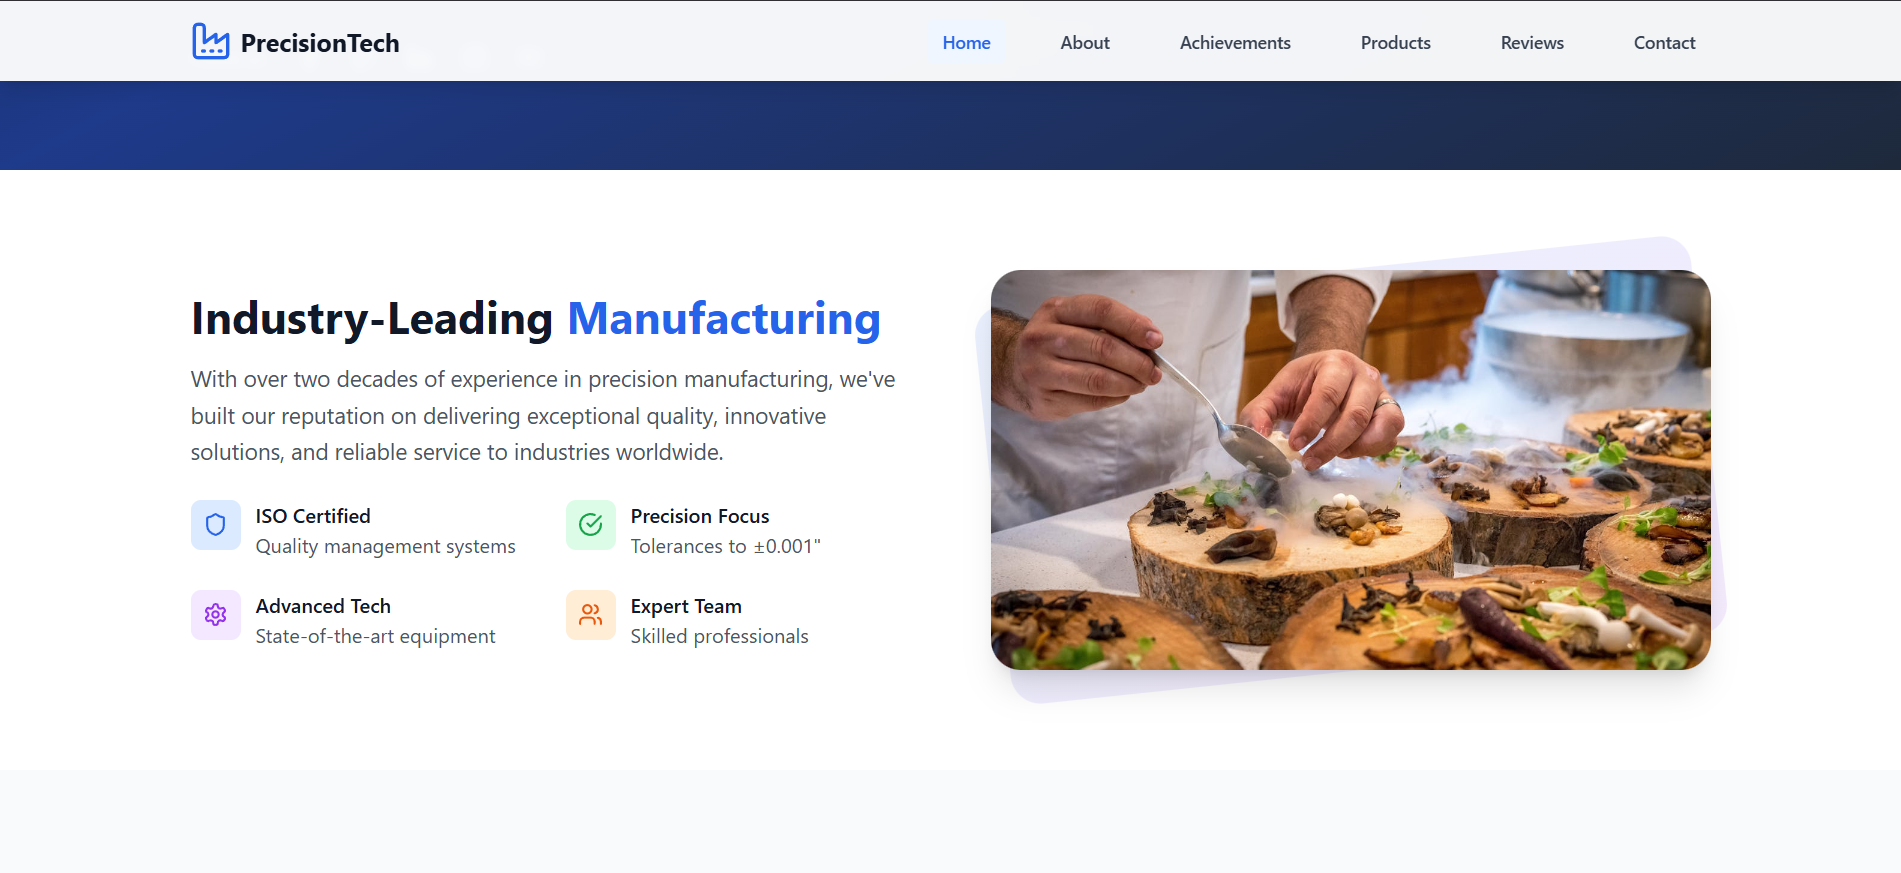 PrecisionTech
Home
About
Achievements
Products
Reviews
Contact
Industry-Leading Manufacturing
With over two decades of experience in precision manufacturing, we've
built our reputation on delivering exceptional quality, innovative
solutions, and reliable service to industries worldwide.
ISO Certified
Quality management systems
Precision Focus
Tolerances to ±0.001"
Advanced Tech
State-of-the-art equipment
Expert Team
Skilled professionals